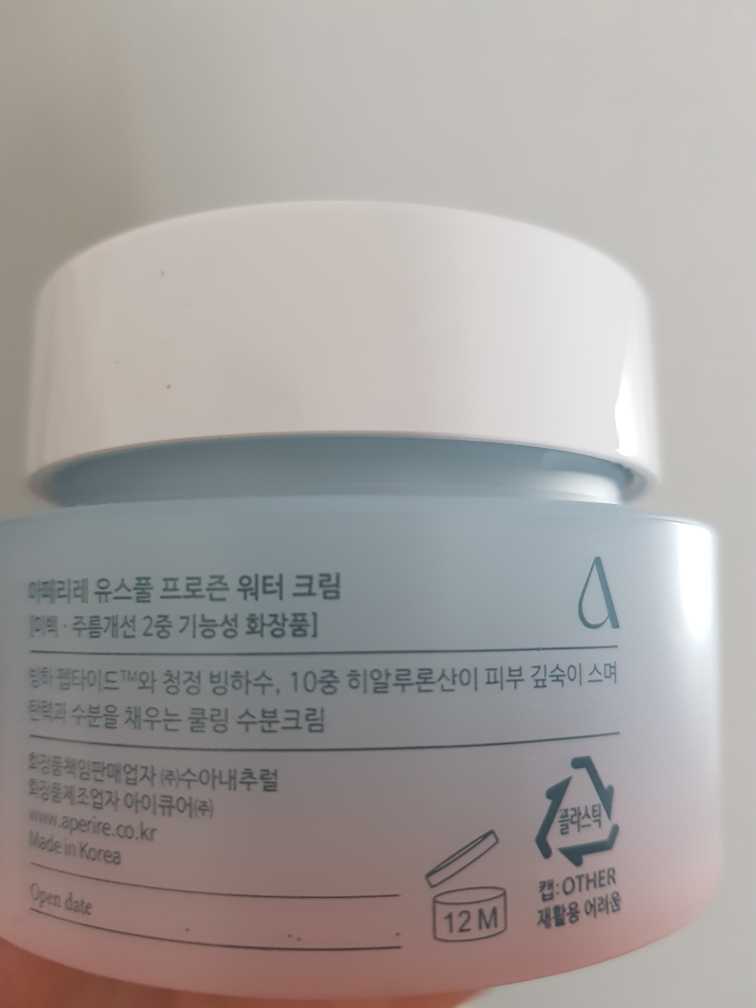 아페리레 유스풀 프로즌 워터 크림
[미백·주름개선 2중 기능성 화장품]
빙하 펩타이드™와 청정 빙하수, 10중 히알루론산이 피부 깊숙이 스며
탄력과 수분을 채우는 쿨링 수분크림
화장품책임판매업자 ㈜수아내추럴
화장품제조업자 아이큐어㈜
www.aperire.co.kr
Made in Korea
Open date
12M
플라스틱
캡:OTHER
재활용 어려움